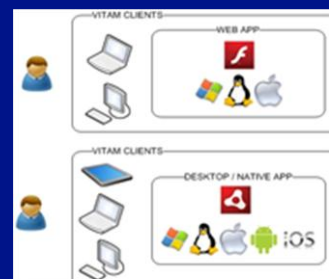 VITAM CLIENTS
WEB APP
VITAM CLIENTS
DESKTOP / NATIVE APP
iOS